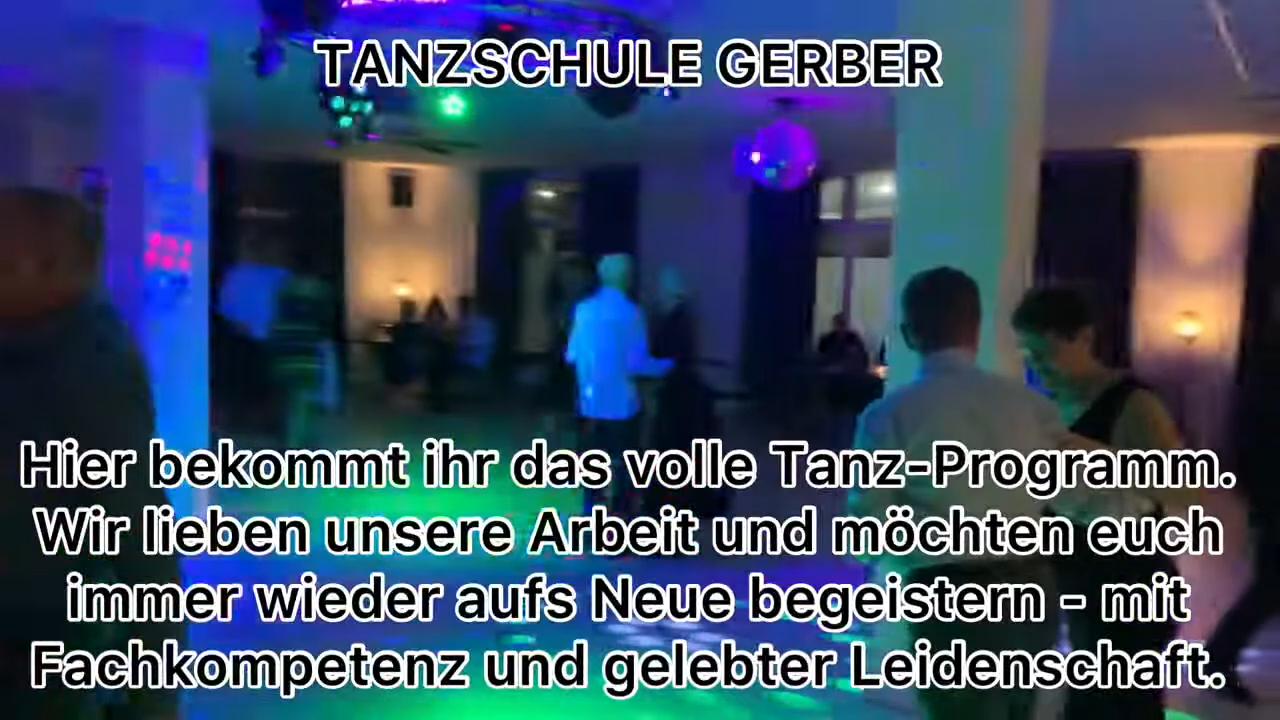 TANZSCHULE GERBER
Hier bekommt ihr das volle Tanz-Programm.
Wir lieben unsere Arbeit und möchten euch
immer wieder aufs Neue begeistern - mit
Fachkompetenz und gelebter Leidenschaft.